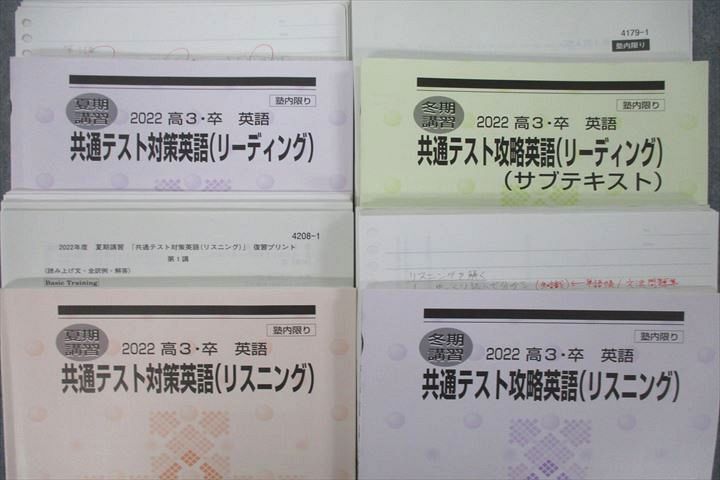 4179-1
塾内限り
夏期
講習
塾内限り
2022 高3・卒 英語
共通テスト対策英語(リーディング)
冬期
講習
塾内限り
2022 高3・卒 英語
共通テスト攻略英語(リーディング)
(サブテキスト)
4208-1
2022年度 夏期講習 「共通テスト対策英語(リスニング)」 復習プリント
第1講
(読み上げ文・全訳例・解答)
Basic Training
リスニングを解く
夏期
講習
塾内限り
2022 高3・卒 英語
共通テスト対策英語(リスニング)
冬期
講習
塾内限り
2022 高3・卒 英語
共通テスト攻略英語(リスニング)